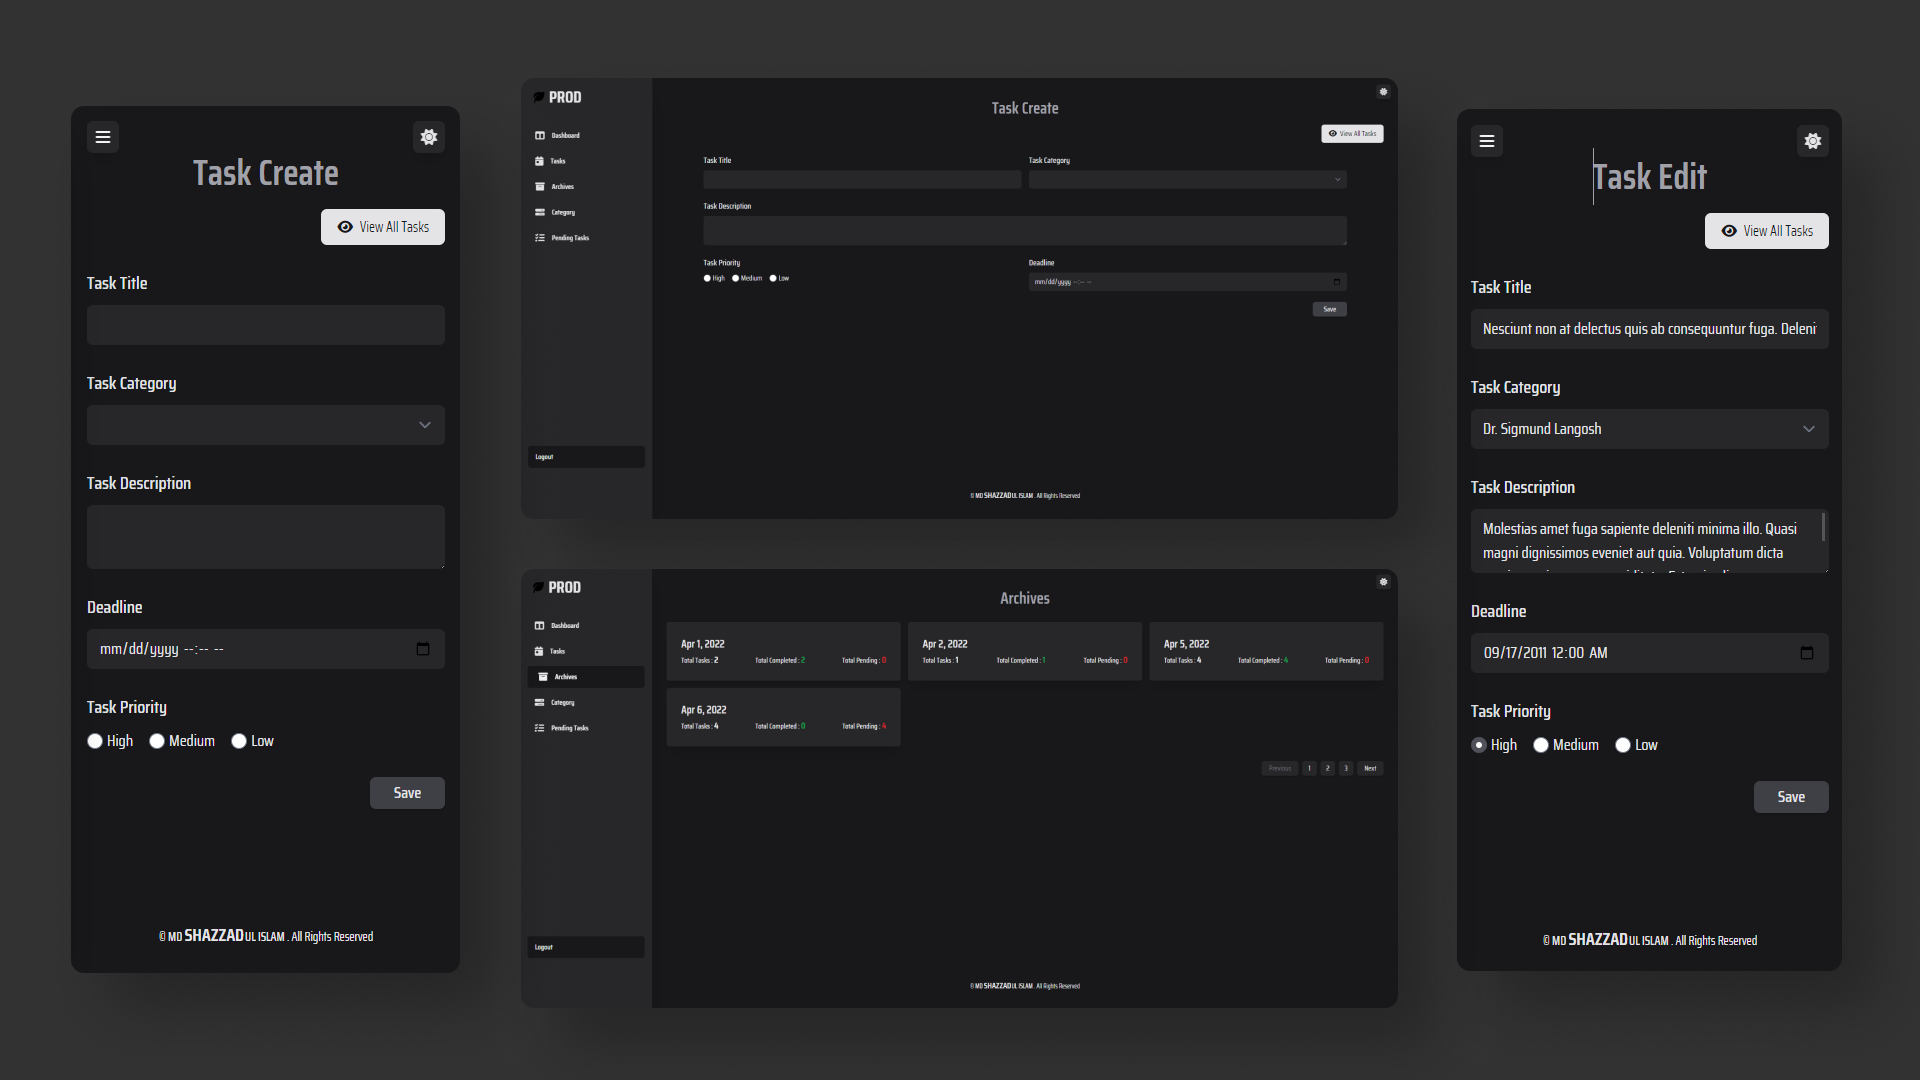 Task Create
View All Tasks
Task Title
Task Category
Task Description
Deadline
mm/dd/yyyy --:-- --
Task Priority
High Medium Low
Save
© MD SHAZZAD UL ISLAM . All Rights Reserved
PROD
Dashboard
Tasks
Archives
Category
Pending Tasks
Logout
Task Create
View All Tasks
Task Title Task Category
Task Description
Task Priority Deadline
High Medium Low mm/dd/yyyy --:-- --
Save
© MD SHAZZAD UL ISLAM . All Rights Reserved
PROD
Dashboard
Tasks
Archives
Category
Pending Tasks
Logout
Archives
Apr 1, 2022
Total Tasks : 2 Total Completed : 2 Total Pending : 0
Apr 2, 2022
Total Tasks : 1 Total Completed : 1 Total Pending : 0
Apr 5, 2022
Total Tasks : 4 Total Completed : 4 Total Pending : 0
Apr 6, 2022
Total Tasks : 4 Total Completed : 0 Total Pending : 4
Previous 1 2 3 Next
© MD SHAZZAD UL ISLAM . All Rights Reserved
Task Edit
View All Tasks
Task Title
Nesciunt non at delectus quis ab consequuntur fuga. Deleni
Task Category
Dr. Sigmund Langosh
Task Description
Molestias amet fuga sapiente deleniti minima illo. Quasi
magni dignissimos eveniet aut quia. Voluptatum dicta
Deadline
09/17/2011 12:00 AM
Task Priority
High Medium Low
Save
© MD SHAZZAD UL ISLAM . All Rights Reserved